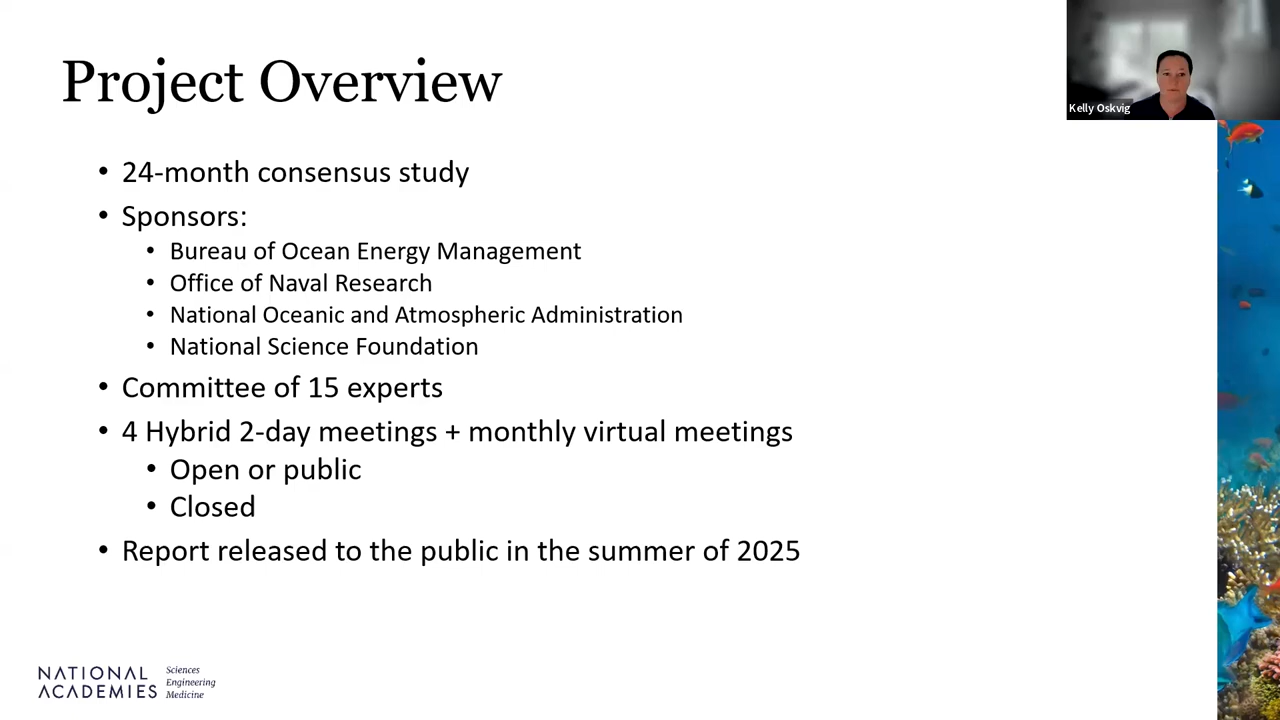 Project Overview
Kelly Oskvig
• 24-month consensus study
• Sponsors:
• Bureau of Ocean Energy Management
• Office of Naval Research
• National Oceanic and Atmospheric Administration
• National Science Foundation
• Committee of 15 experts
• 4 Hybrid 2-day meetings + monthly virtual meetings
• Open or public
• Closed
• Report released to the public in the summer of 2025
NATIONAL
ACADEMIES
Sciences
Engineering
Medicine